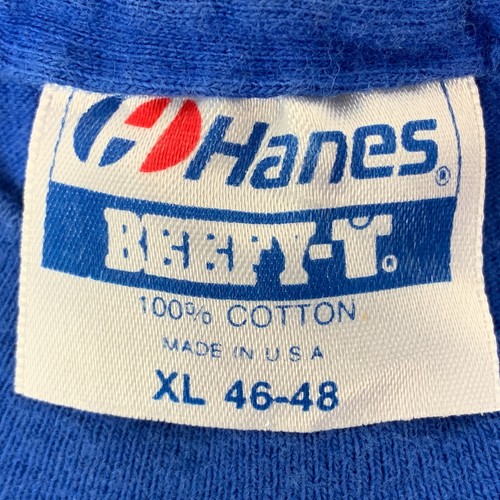 Hanes®
BEEFY-T®
100% COTTON
MADE IN U S A
XL 46-48